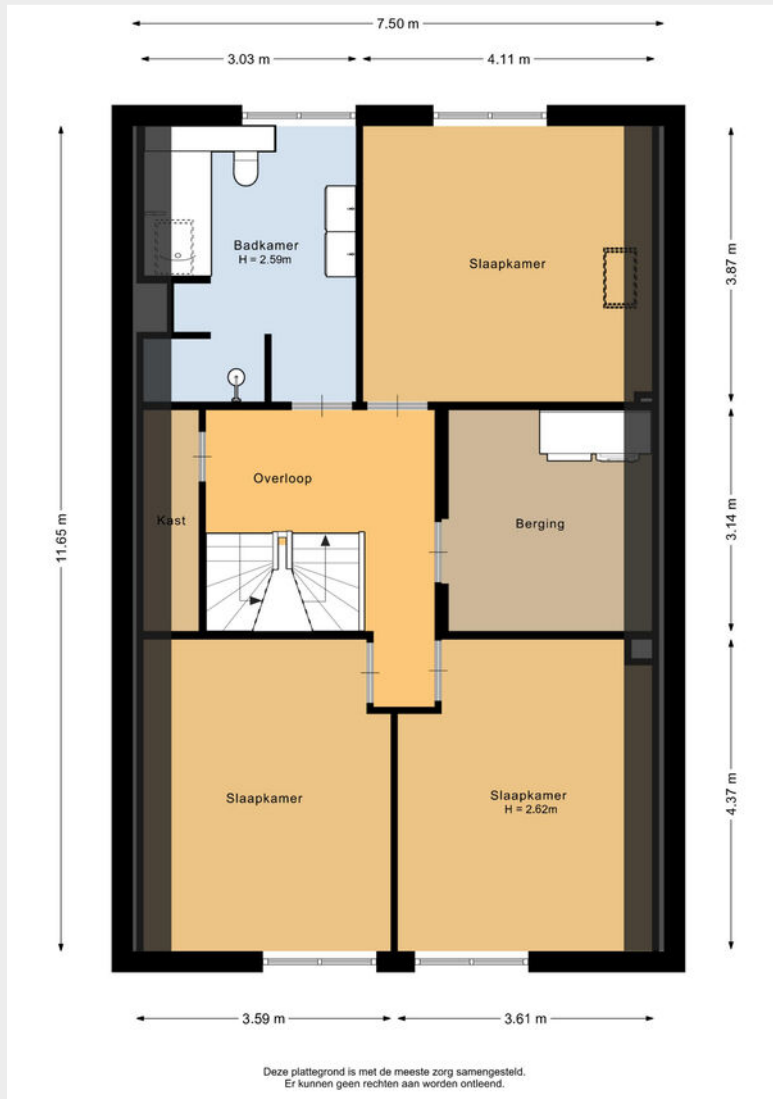 7.50 m
3.03 m
4.11 m
Badkamer
H = 2.59m
Slaapkamer
3.87 m
11.65 m
Overloop
Kast
Berging
3.14 m
Slaapkamer
Slaapkamer
H = 2.62m
4.37 m
3.59 m
3.61 m
Deze plattegrond is met de meeste zorg samengesteld.
Er kunnen geen rechten aan worden ontleend.